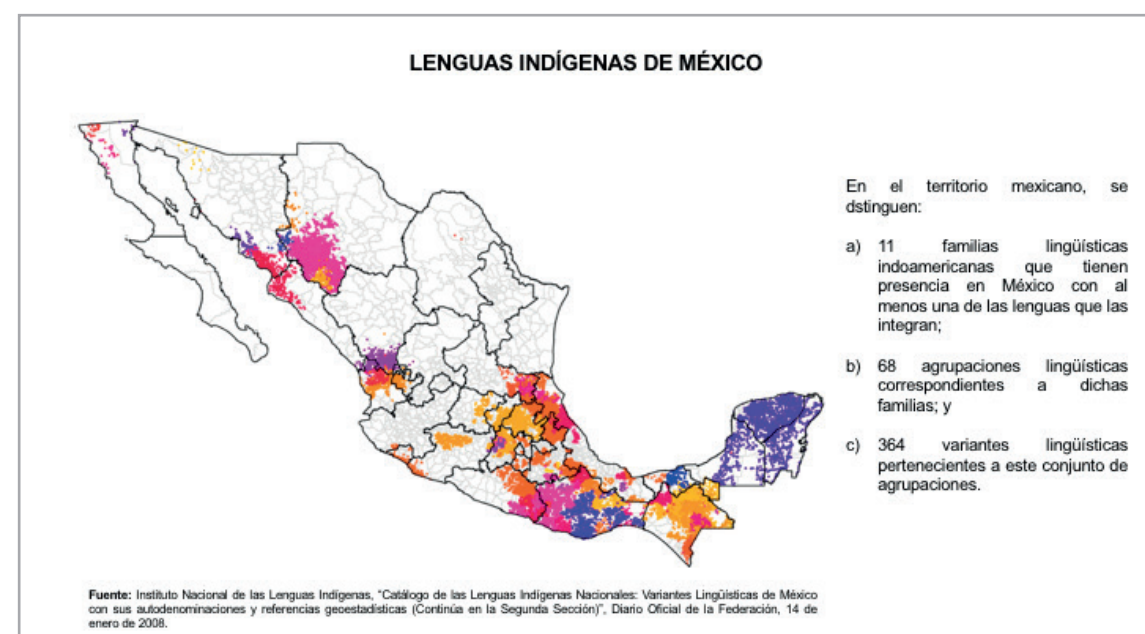 LENGUAS INDÍGENAS DE MÉXICO
En el territorio mexicano, se
dstinguen:
a) 11 familias lingüísticas
indoamericanas que tienen
presencia en México con al
menos una de las lenguas que las
integran;
b) 68 agrupaciones lingüísticas
correspondientes a dichas
familias; y
c) 364 variantes lingüísticas
pertenecientes a este conjunto de
agrupaciones.
Fuente: Instituto Nacional de las Lenguas Indígenas, “Catálogo de las Lenguas Indígenas Nacionales: Variantes Lingüísticas de México
con sus autodenominaciones y referencias geoestadísticas (Continúa en la Segunda Sección)”, Diario Oficial de la Federación, 14 de
enero de 2008.